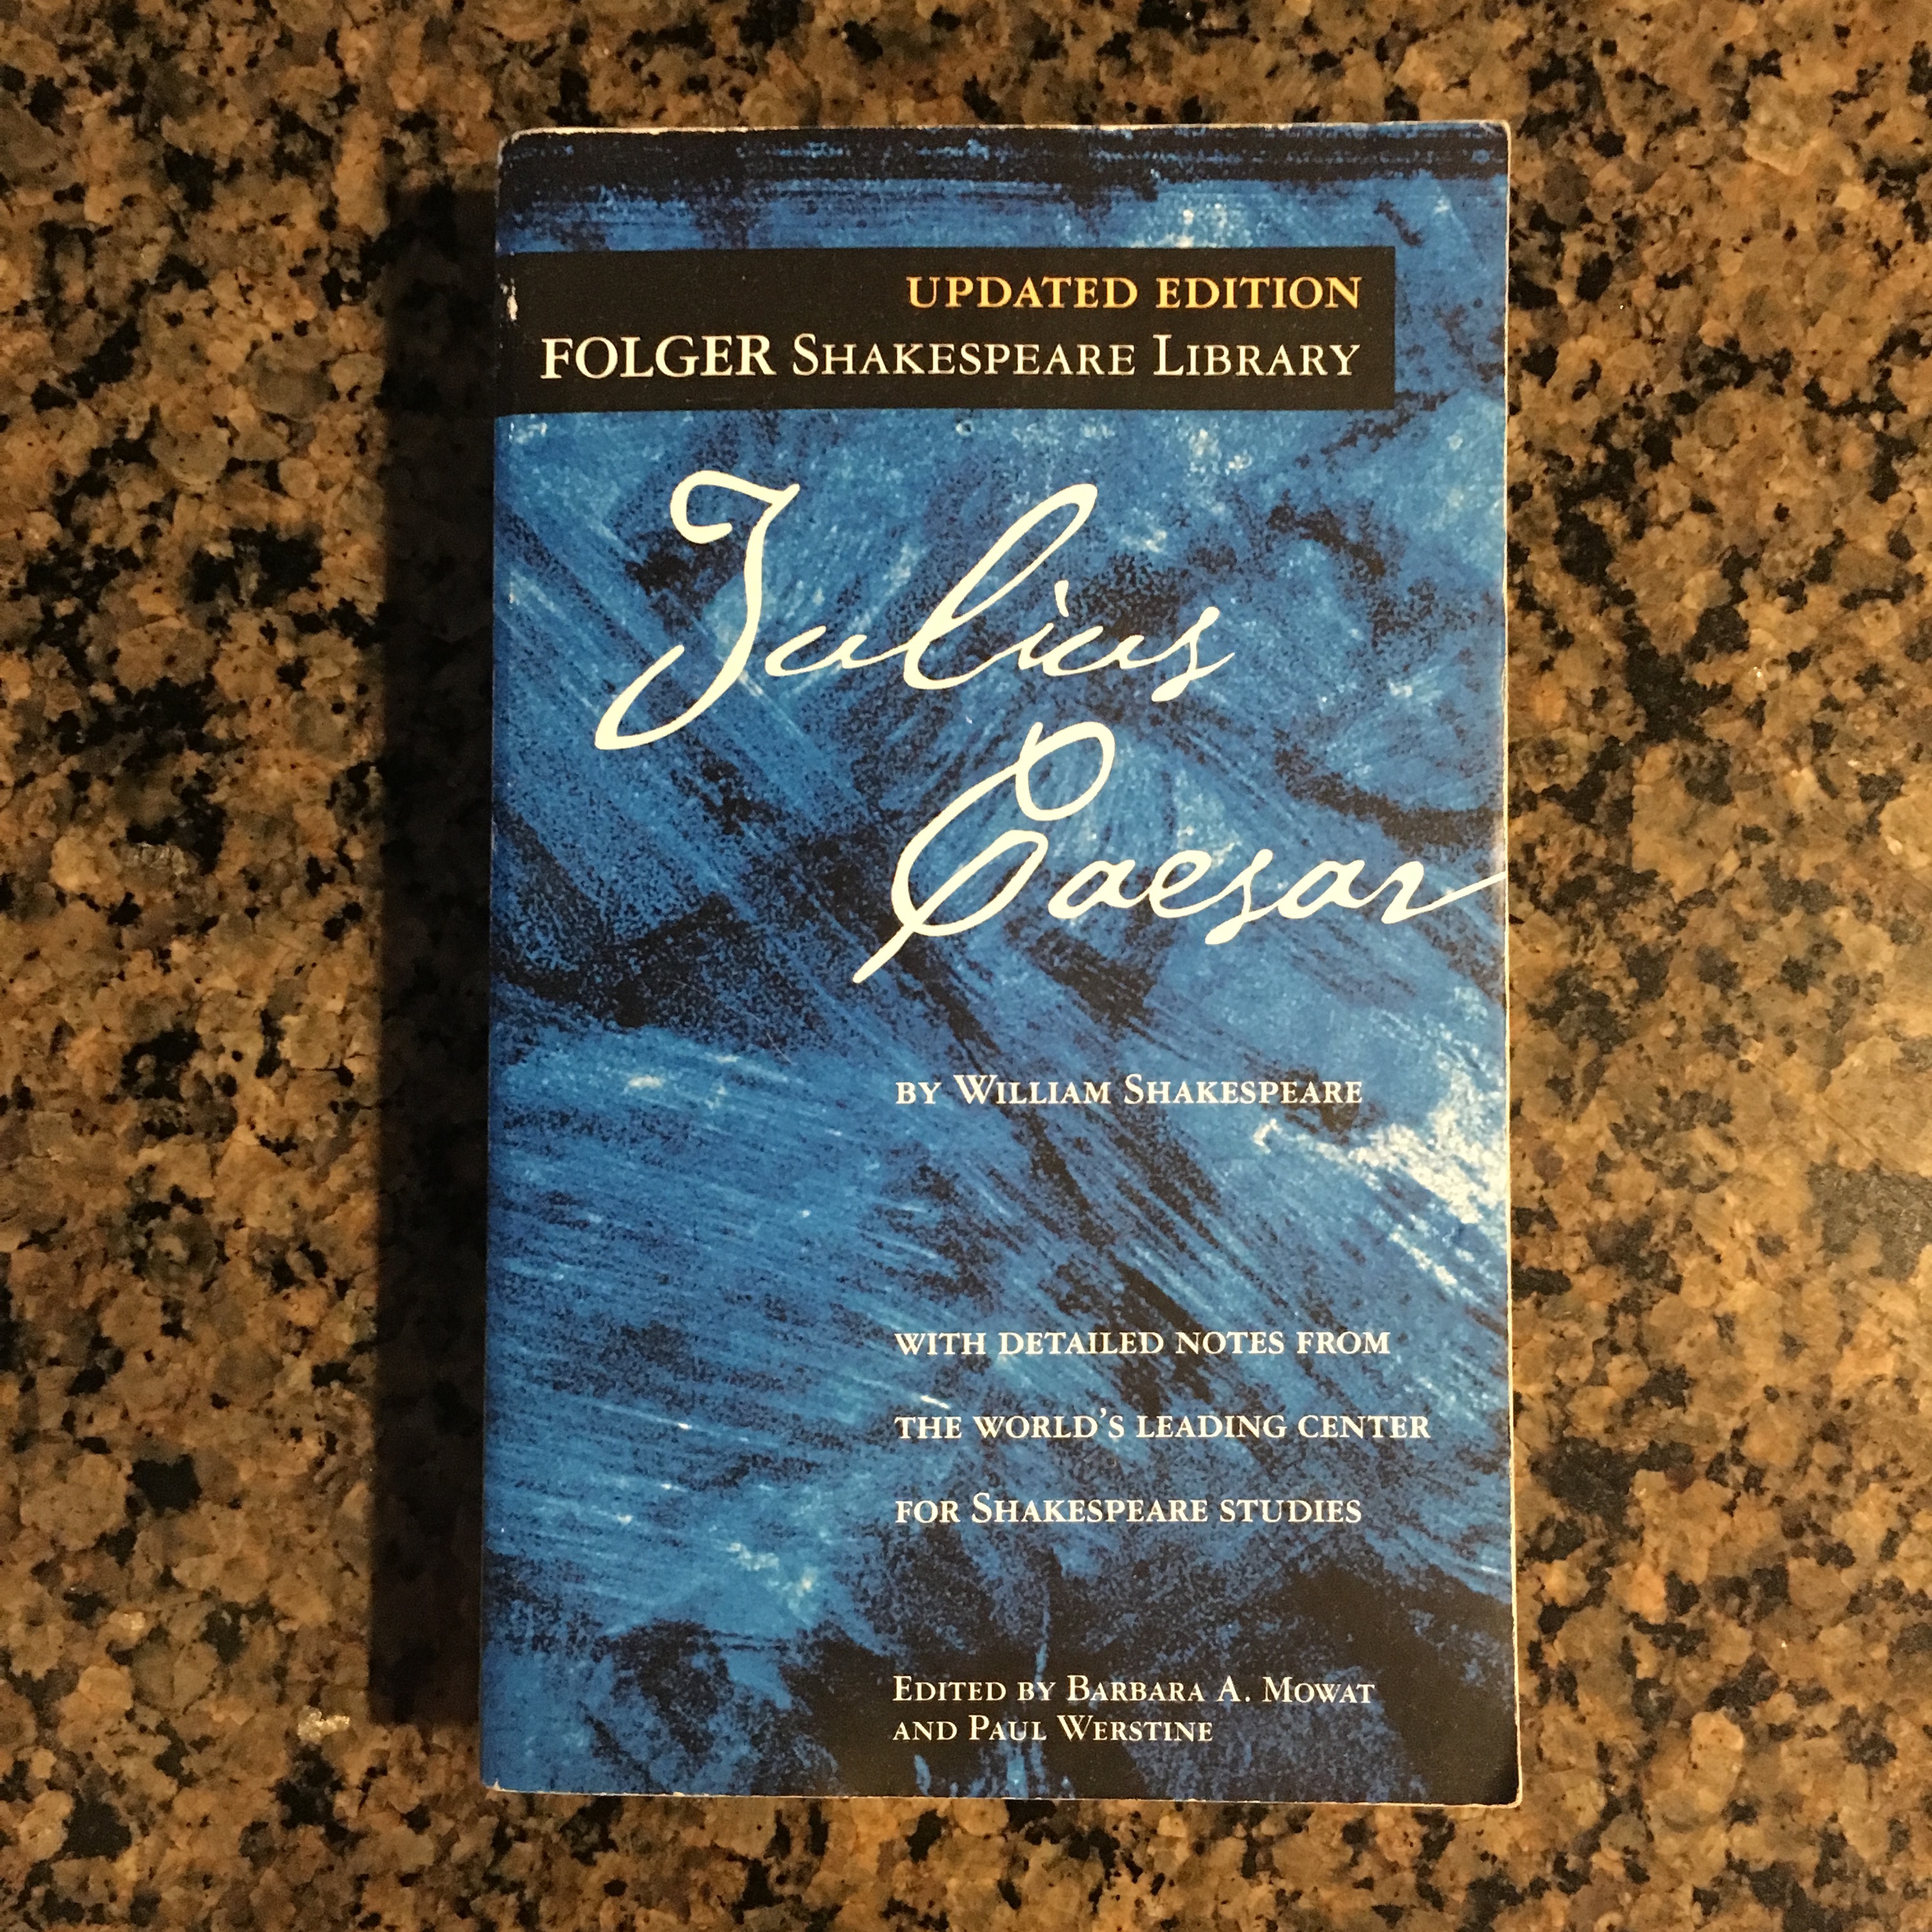 UPDATED EDITION
FOLGER SHAKESPEARE LIBRARY
Julius
Caesar
BY WILLIAM SHAKESPEARE
WITH DETAILED NOTES FROM
THE WORLD'S LEADING CENTER
FOR SHAKESPEARE STUDIES
EDITED BY BARBARA A. MOWAT
AND PAUL WERSTINE